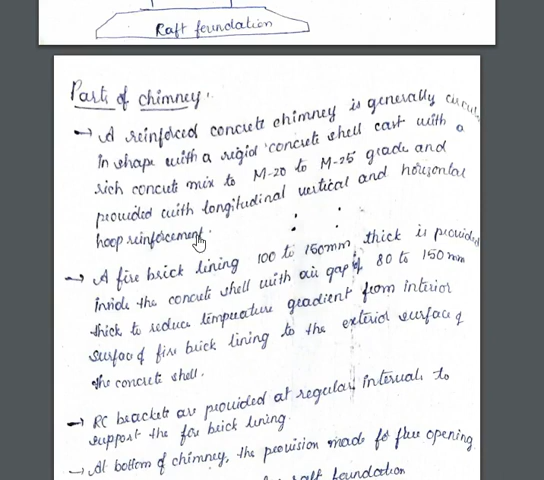 Raft foundation
Parts of chimney.
→ A reinforced concrete chimney is generally
in shape with a rigid concrete shell cast with a
rich concrete mix to M-20 to M-25 grade and
provided with longitudinal vertical and horizontal
hoop reinforcement.
→ A fire brick lining 100 to 150mm thick is provided
inside the concrete shell with air gap of 80 to 150 mm
thick to reduce temperature gradient from interior
surface of fire brick lining to the exterior surface of
the concrete shell.
→ RC brackets are provided at regular intervals to
support the fire brick lining.
→ At bottom of chimney, the provision made for flue opening
raft foundation